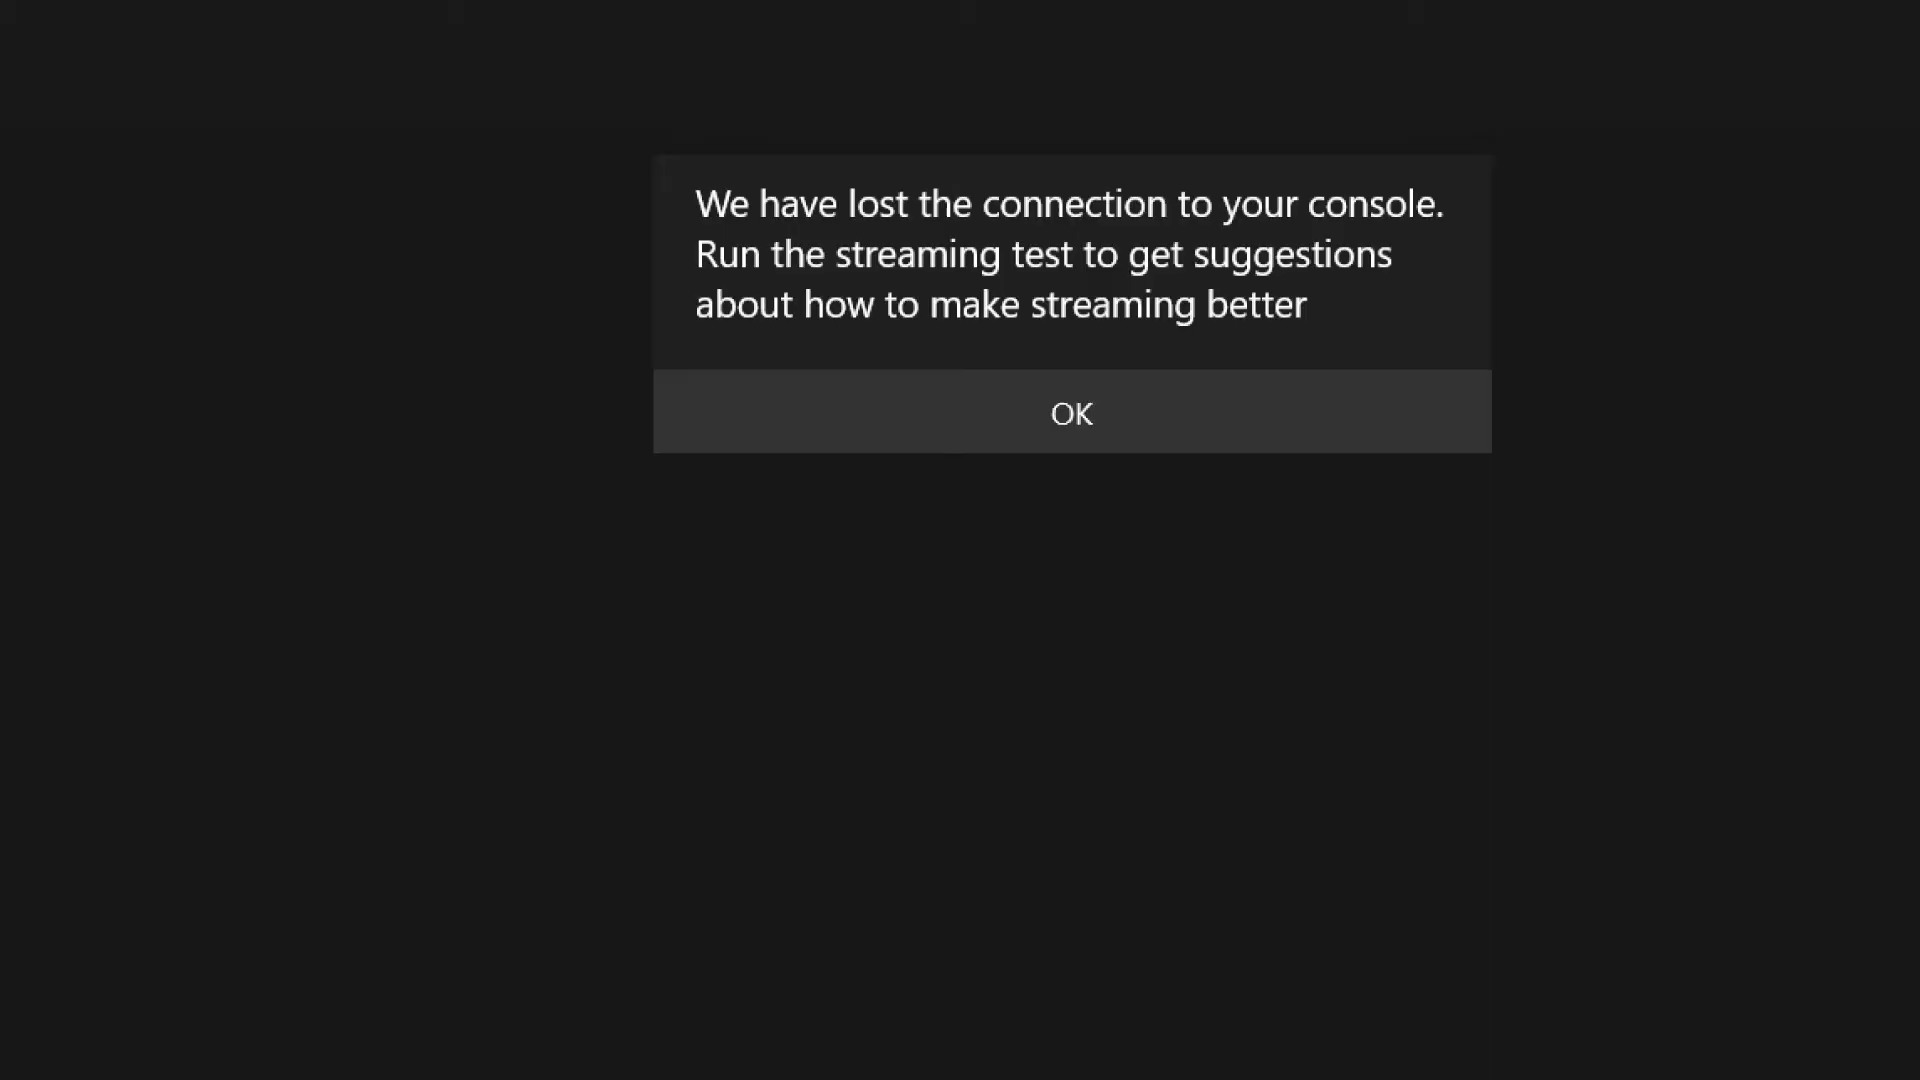 We have lost the connection to your console.
Run the streaming test to get suggestions
about how to make streaming better
OK